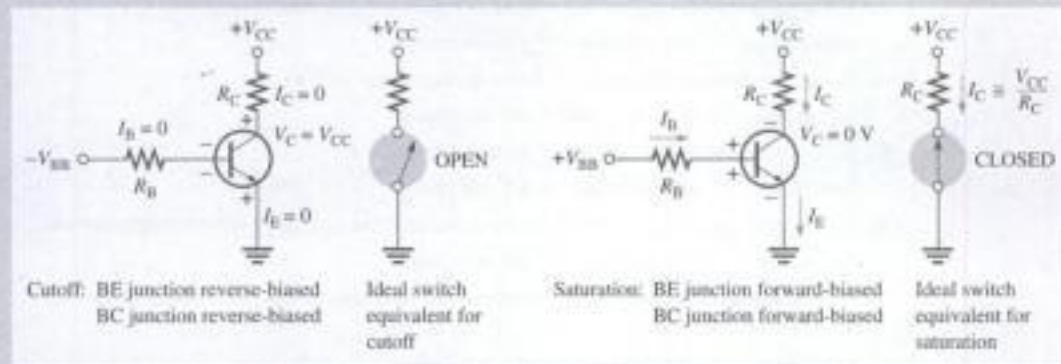 +V_CC
R_C
I_C = 0
V_C = V_CC
I_B = 0
−V_BB
R_B
I_E = 0
+V_CC
OPEN
Cutoff: BE junction reverse-biased
BC junction reverse-biased
Ideal switch
equivalent for
cutoff
+V_CC
R_C
I_C
V_C = 0 V
I_B
+V_BB
R_B
I_E
+V_CC
R_C
I_C ≅ V_CC/R_C
CLOSED
Saturation: BE junction forward-biased
BC junction forward-biased
Ideal switch
equivalent for
saturation